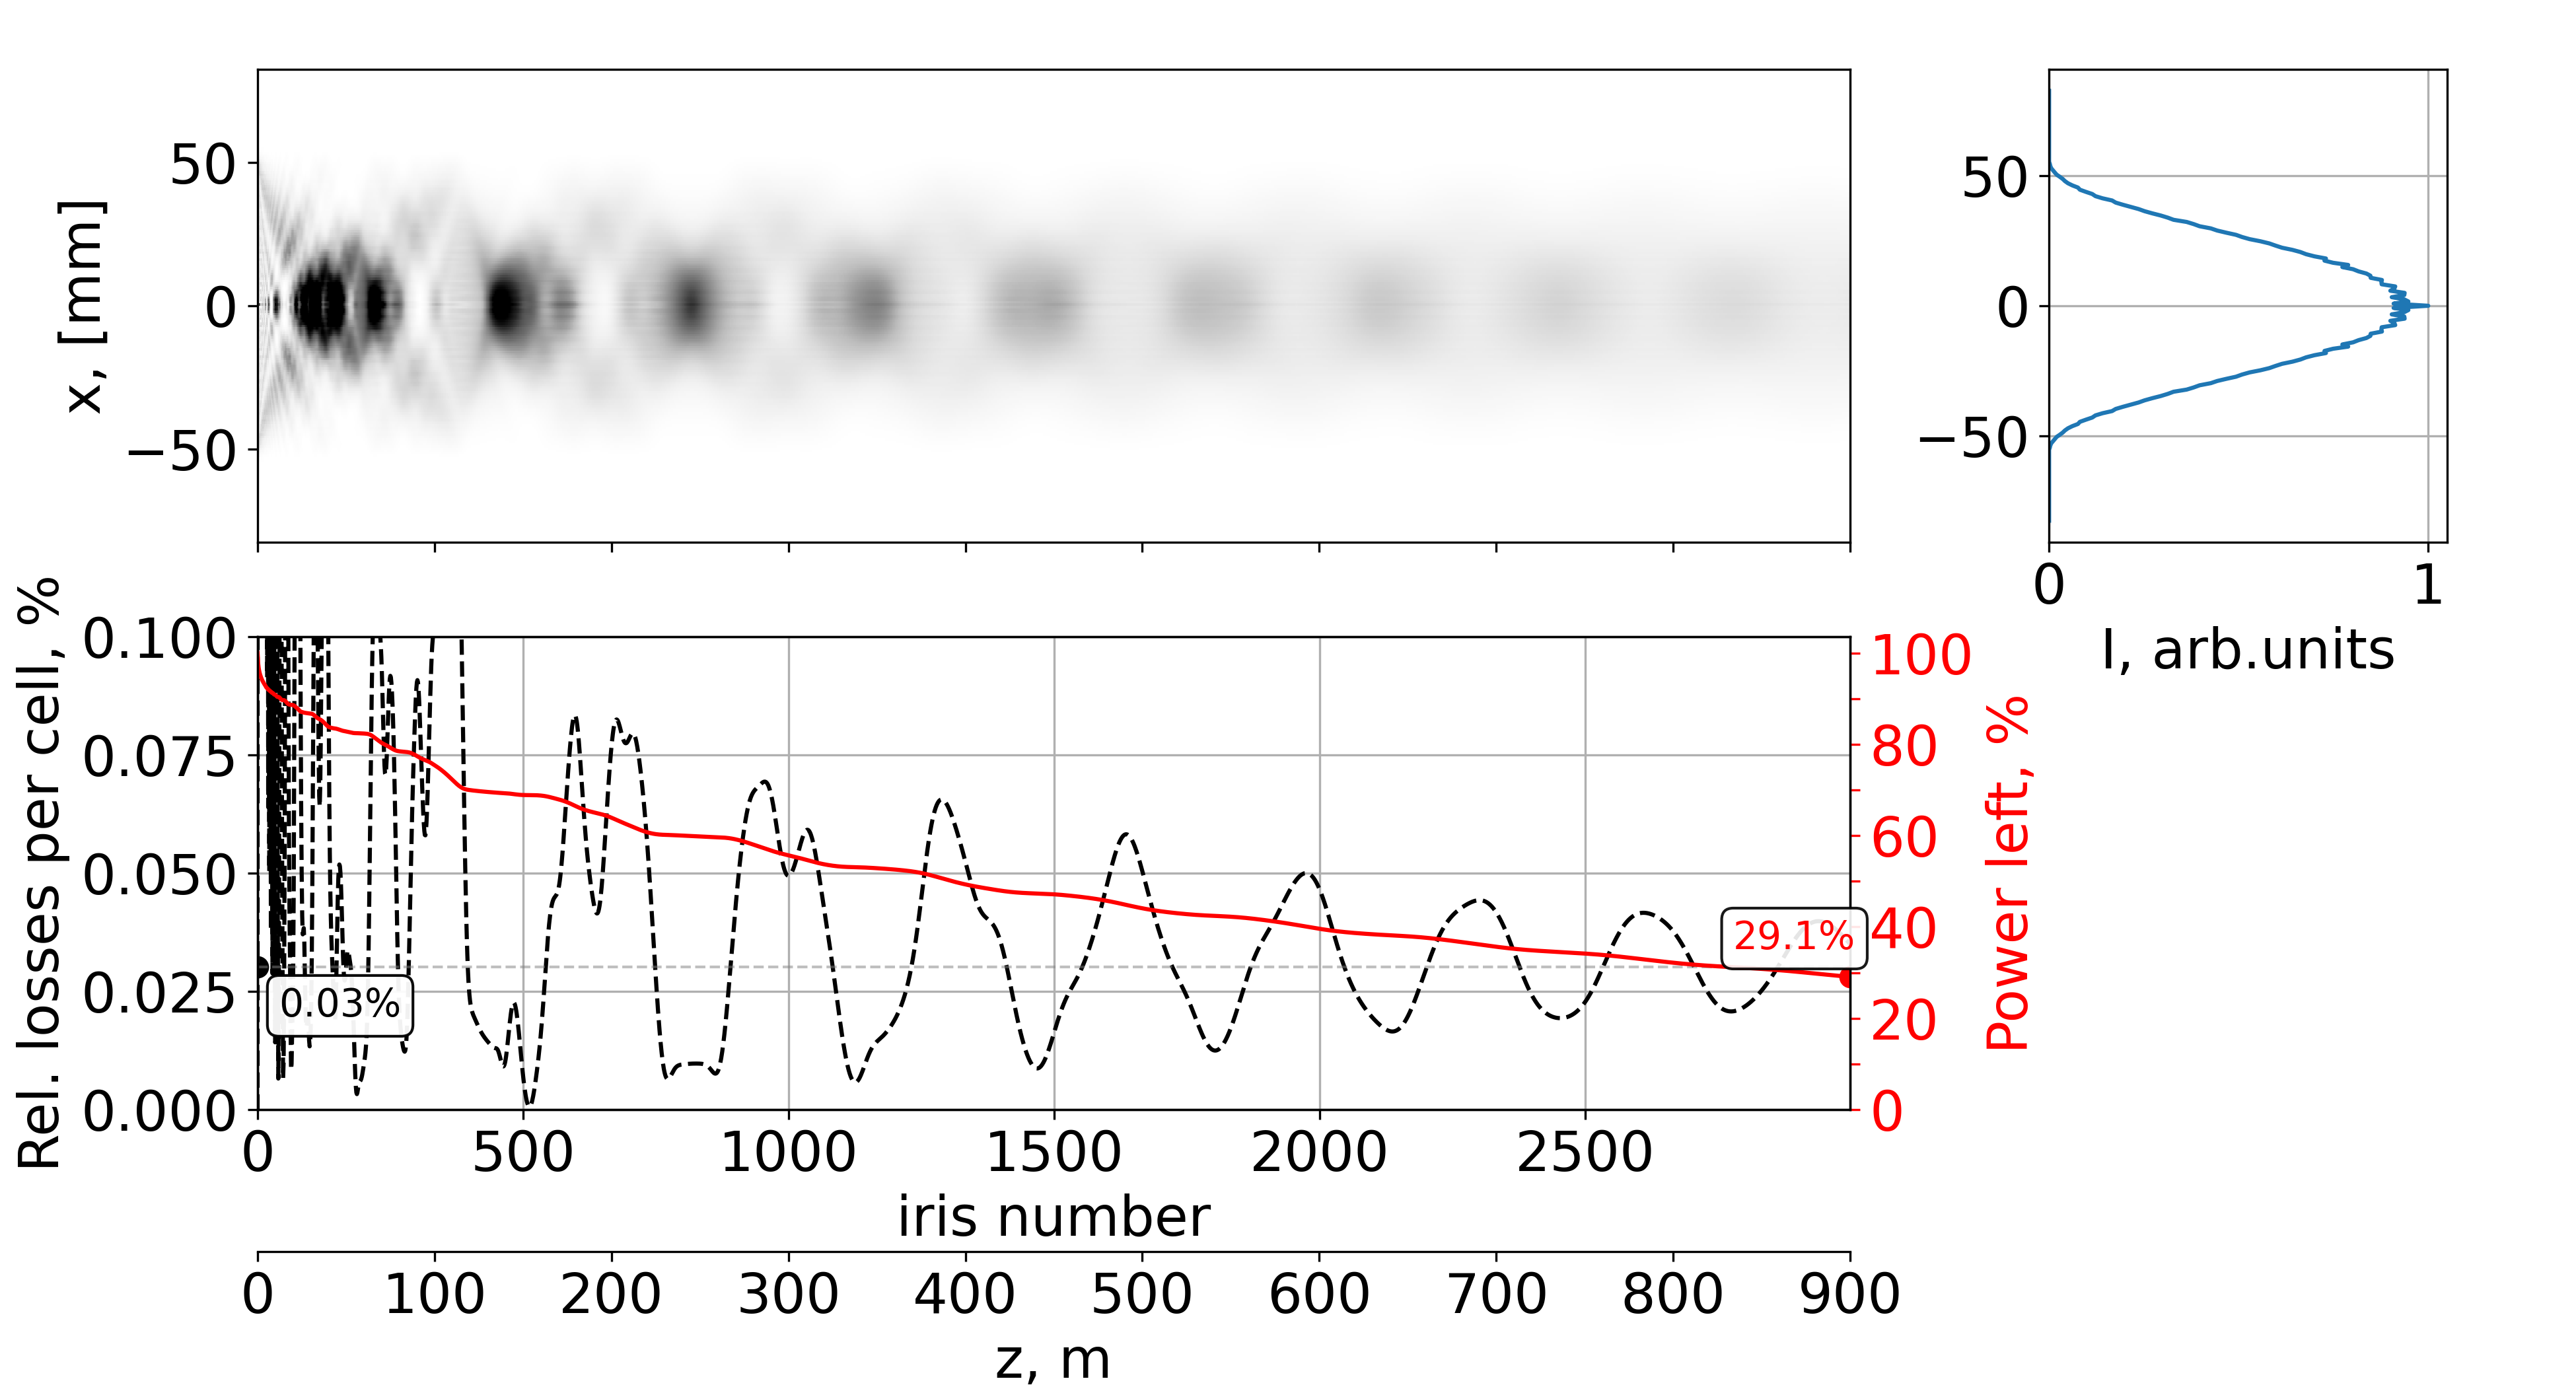 50
0
−50
x, [mm]
50
0
−50
0 1
I, arb.units
0.100
0.075
0.050
0.025
0.000
Rel. losses per cell, %
0.03%
29.1%
100
80
60
40
20
0
Power left, %
0 500 1000 1500 2000 2500
iris number
0 100 200 300 400 500 600 700 800 900
z, m